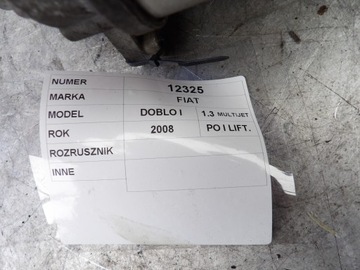 NUMER 12325
MARKA FIAT
MODEL DOBLO I 1.3 MULTIJET
ROK 2008 PO I LIFT.
ROZRUSZNIK
INNE